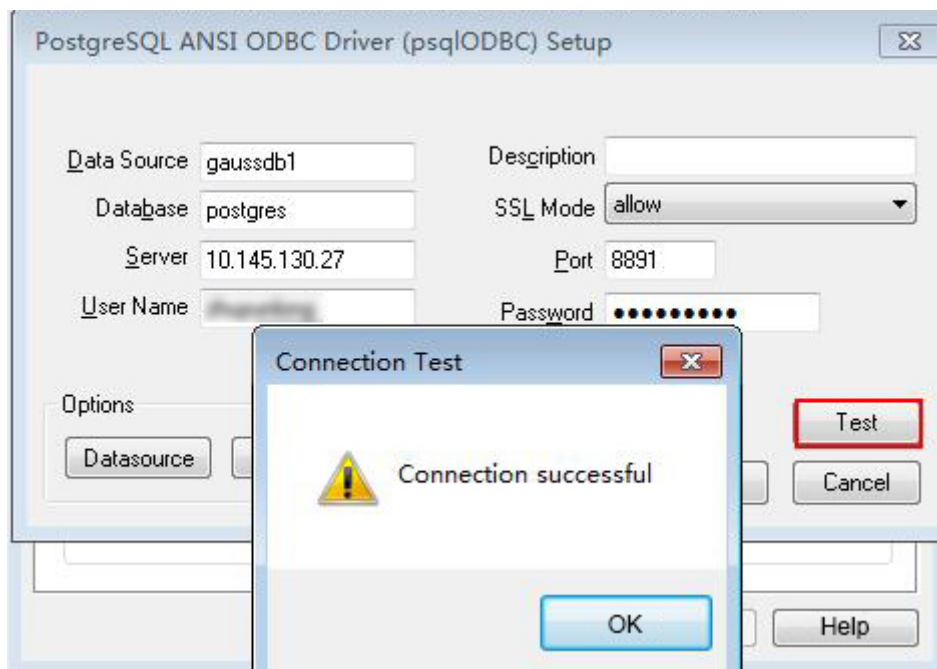 PostgreSQL ANSI ODBC Driver (psqlODBC) Setup
Data Source gaussdb1 Description
Database postgres SSL Mode allow
Server 10.145.130.27 Port 8891
User Name Password •••••••••
Connection Test
Options
Test
Datasource
Connection successful
Cancel
OK
Help